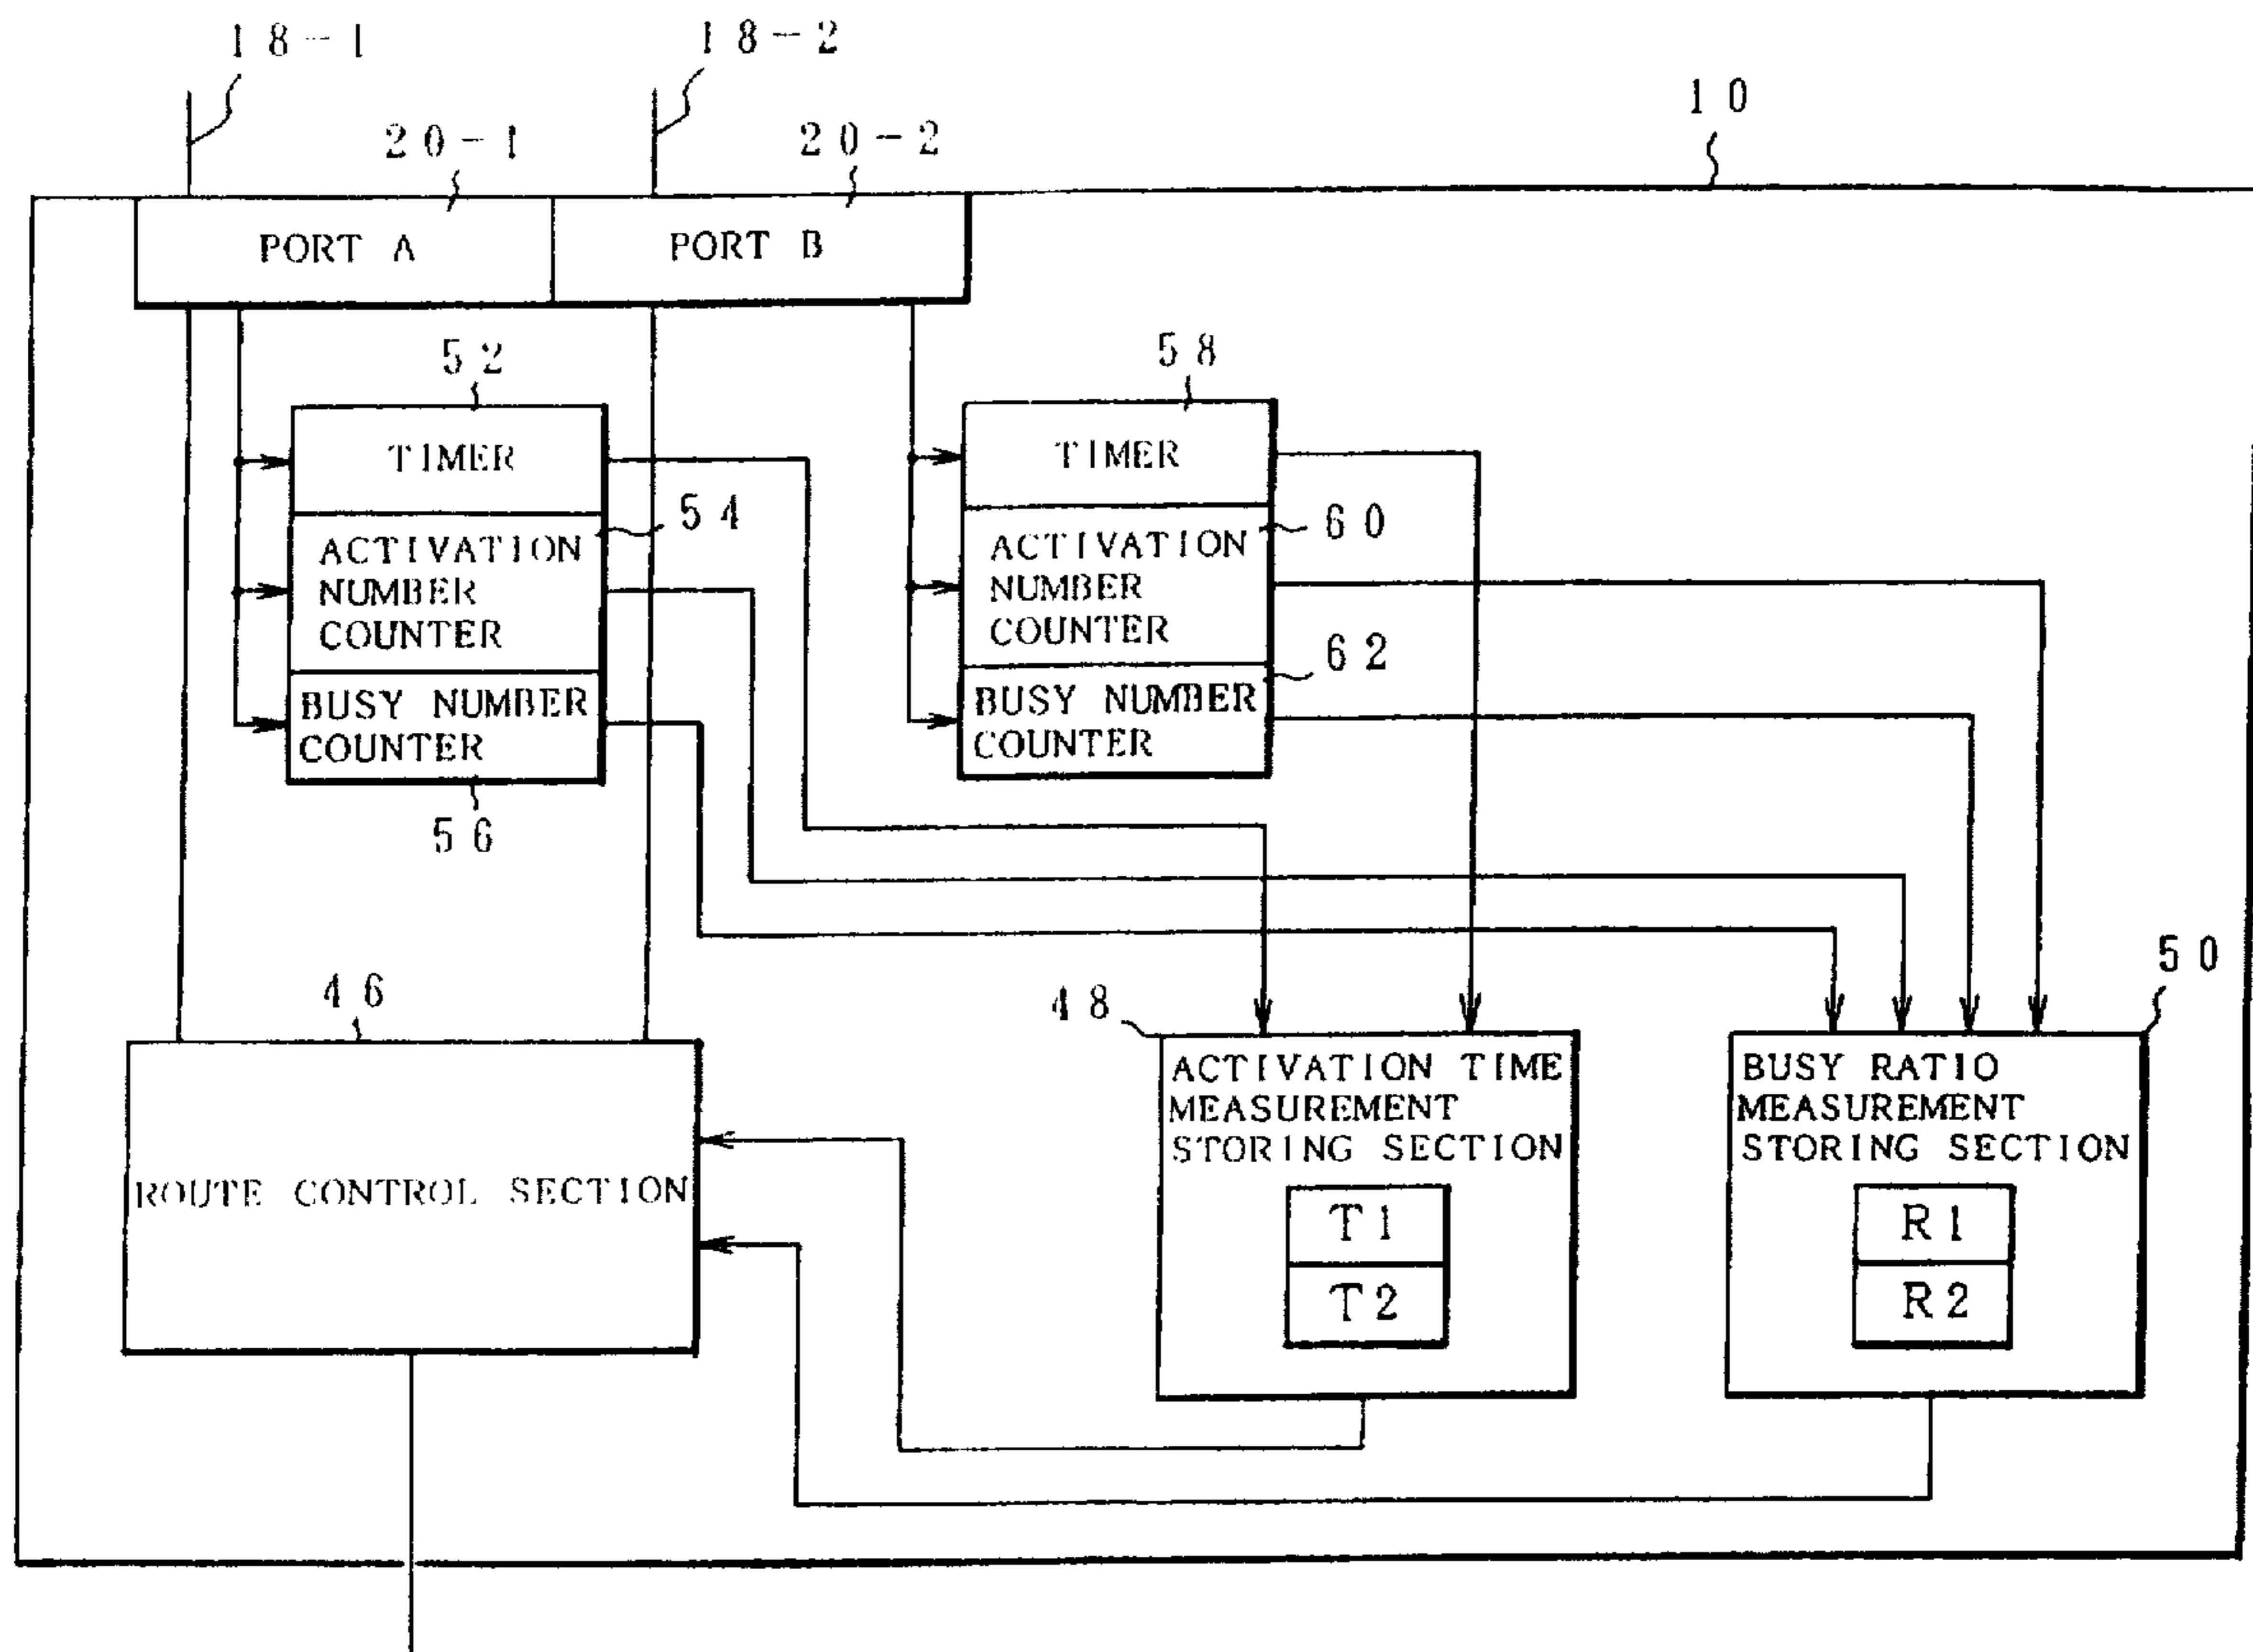 18-1
18-2
10
20-1
20-2
PORT A
PORT B
52
58
TIMER
TIMER
54
60
ACTIVATION
NUMBER
COUNTER
ACTIVATION
NUMBER
COUNTER
62
BUSY NUMBER
COUNTER
BUSY NUMBER
COUNTER
56
50
46
48
ROUTE CONTROL SECTION
ACTIVATION TIME
MEASUREMENT
STORING SECTION
T1
T2
BUSY RATIO
MEASUREMENT
STORING SECTION
R1
R2